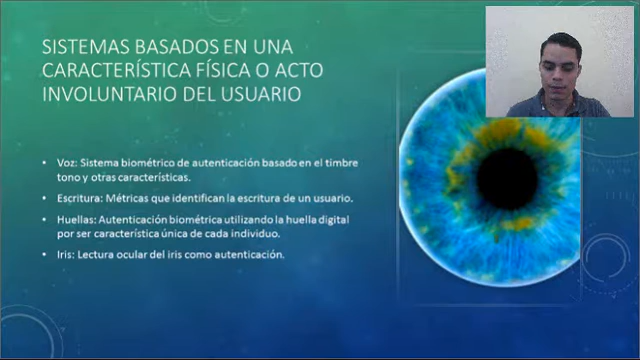 SISTEMAS BASADOS EN UNA
CARACTERÍSTICA FÍSICA O ACTO
INVOLUNTARIO DEL USUARIO
• Voz: Sistema biométrico de autenticación basado en el timbre
tono y otras características.
• Escritura: Métricas que identifican la escritura de un usuario.
• Huellas: Autenticación biométrica utilizando la huella digital
por ser característica única de cada individuo.
• Iris: Lectura ocular del iris como autenticación.